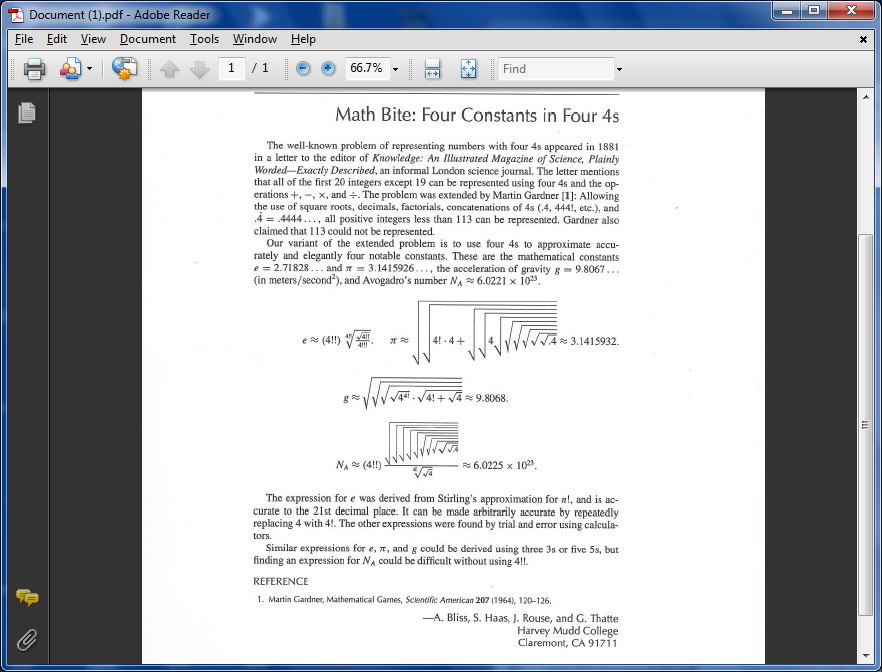 Document (1).pdf - Adobe Reader
File Edit View Document Tools Window Help
1 / 1 66.7% Find
Math Bite: Four Constants in Four 4s
The well-known problem of representing numbers with four 4s appeared in 1881
in a letter to the editor of Knowledge: An Illustrated Magazine of Science, Plainly
Worded—Exactly Described, an informal London science journal. The letter mentions
that all of the first 20 integers except 19 can be represented using four 4s and the op-
erations +, −, ×, and ÷. The problem was extended by Martin Gardner [1]: Allowing
the use of square roots, decimals, factorials, concatenations of 4s (.4, 444!, etc.), and
.4̇ = .4444 . . . , all positive integers less than 113 can be represented. Gardner also
claimed that 113 could not be represented.
Our variant of the extended problem is to use four 4s to approximate accu-
rately and elegantly four notable constants. These are the mathematical constants
e = 2.71828 . . . and π = 3.1415926 . . . , the acceleration of gravity g = 9.8067 . . .
(in meters/second²), and Avogadro's number N_A ≈ 6.0221 × 10²³.
e ≈ (4!!) π ≈ 4! · 4 + 4 .4 ≈ 3.1415932.
g ≈ √√√√4^4! · √4! + √4 ≈ 9.8068.
N_A ≈ (4!!) ≈ 6.0225 × 10²³.
The expression for e was derived from Stirling's approximation for n!, and is ac-
curate to the 21st decimal place. It can be made arbitrarily accurate by repeatedly
replacing 4 with 4!. The other expressions were found by trial and error using calcula-
tors.
Similar expressions for e, π, and g could be derived using three 3s or five 5s, but
finding an expression for N_A could be difficult without using 4!!.
REFERENCE
1. Martin Gardner, Mathematical Games, Scientific American 207 (1964), 120–126.
—A. Bliss, S. Haas, J. Rouse, and G. Thatte
Harvey Mudd College
Claremont, CA 91711